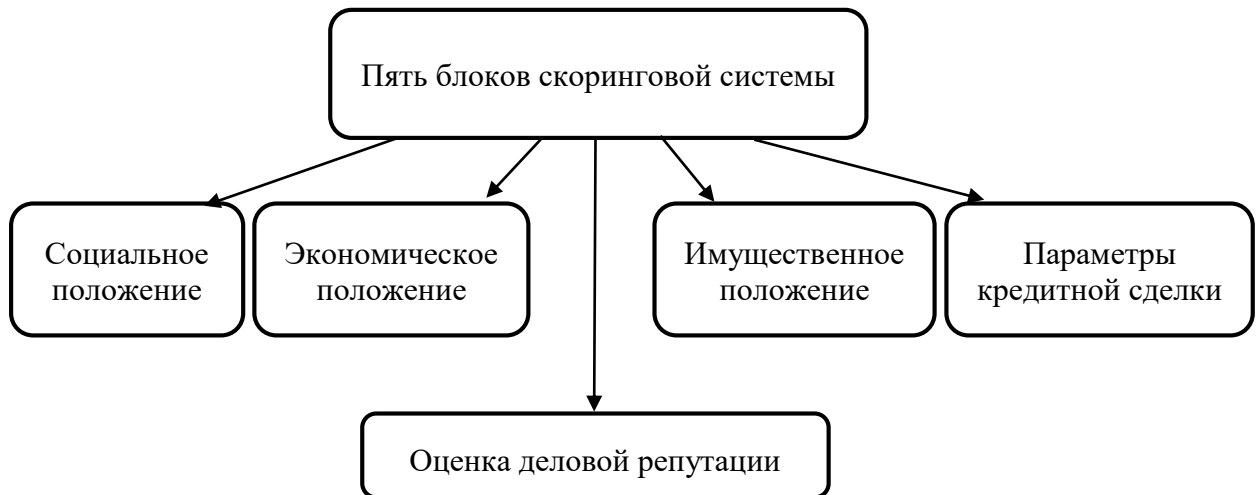 Пять блоков скоринговой системы
Социальное
положение
Экономическое
положение
Имущественное
положение
Параметры
кредитной сделки
Оценка деловой репутации